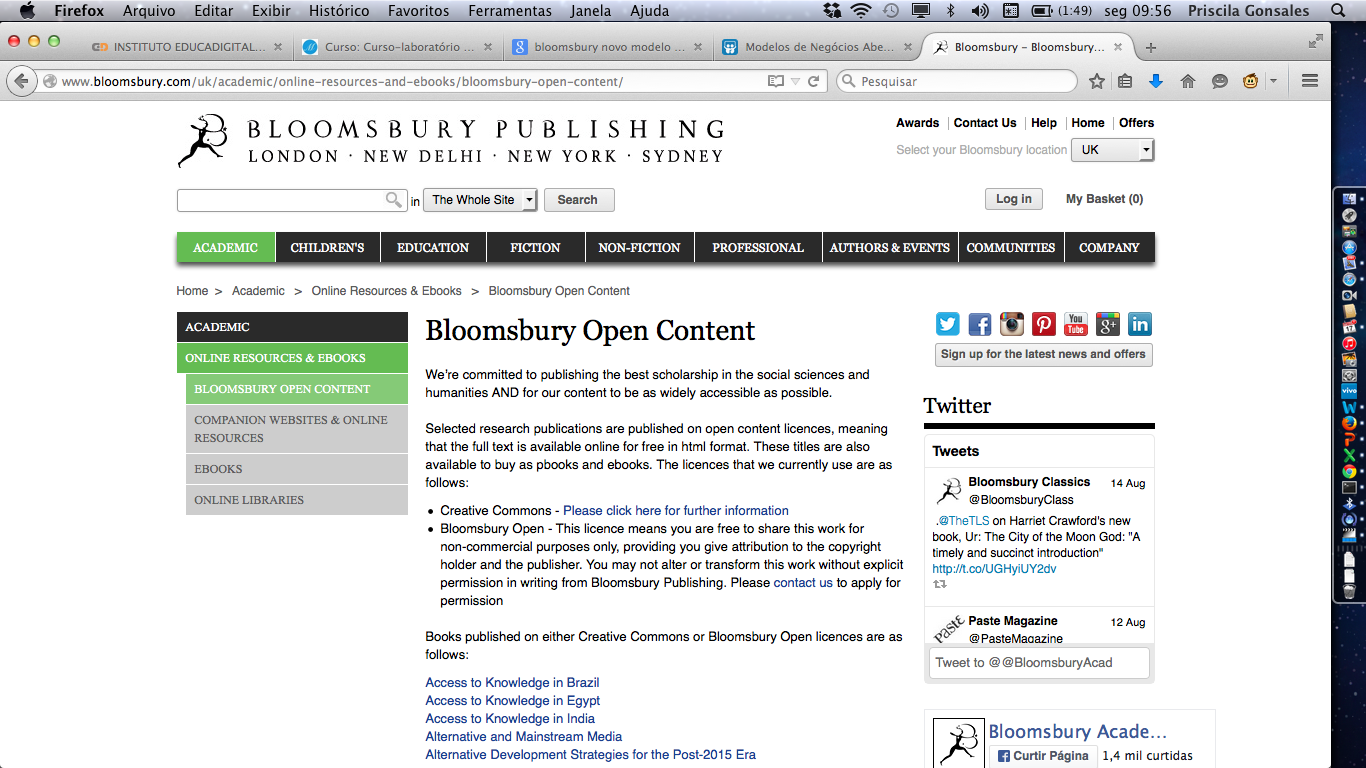 Firefox Arquivo Editar Exibir Histórico Favoritos Ferramentas Janela Ajuda (1:49) seg 09:56 Priscila Gonsales
INSTITUTO EDUCADIGITAL... Curso: Curso-laboratório ... bloomsbury novo modelo ... Modelos de Negócios Abe... Bloomsbury – Bloomsbury...
www.bloomsbury.com/uk/academic/online-resources-and-ebooks/bloomsbury-open-content/ Pesquisar
BLOOMSBURY PUBLISHING
LONDON · NEW DELHI · NEW YORK · SYDNEY
Awards Contact Us Help Home Offers
Select your Bloomsbury location UK
in The Whole Site Search Log in My Basket (0)
ACADEMIC CHILDREN'S EDUCATION FICTION NON-FICTION PROFESSIONAL AUTHORS & EVENTS COMMUNITIES COMPANY
Home > Academic > Online Resources & Ebooks > Bloomsbury Open Content
ACADEMIC
ONLINE RESOURCES & EBOOKS
BLOOMSBURY OPEN CONTENT
COMPANION WEBSITES & ONLINE
RESOURCES
EBOOKS
ONLINE LIBRARIES
Bloomsbury Open Content
We're committed to publishing the best scholarship in the social sciences and
humanities AND for our content to be as widely accessible as possible.
Selected research publications are published on open content licences, meaning
that the full text is available online for free in html format. These titles are also
available to buy as pbooks and ebooks. The licences that we currently use are as
follows:
• Creative Commons - Please click here for further information
• Bloomsbury Open - This licence means you are free to share this work for
non-commercial purposes only, providing you give attribution to the copyright
holder and the publisher. You may not alter or transform this work without explicit
permission in writing from Bloomsbury Publishing. Please contact us to apply for
permission
Books published on either Creative Commons or Bloomsbury Open licences are as
follows:
Access to Knowledge in Brazil
Access to Knowledge in Egypt
Access to Knowledge in India
Alternative and Mainstream Media
Alternative Development Strategies for the Post-2015 Era
You Tube g+ in
Sign up for the latest news and offers
Twitter
Tweets
Bloomsbury Classics 14 Aug
@BloomsburyClass
.@TheTLS on Harriet Crawford's new
book, Ur: The City of the Moon God: "A
timely and succinct introduction"
http://t.co/UGHyiUY2dv
Paste
Paste Magazine 12 Aug
@PasteMagazine
Tweet to @@BloomsburyAcad
Bloomsbury Acade...
Curtir Página 1,4 mil curtidas
vivo